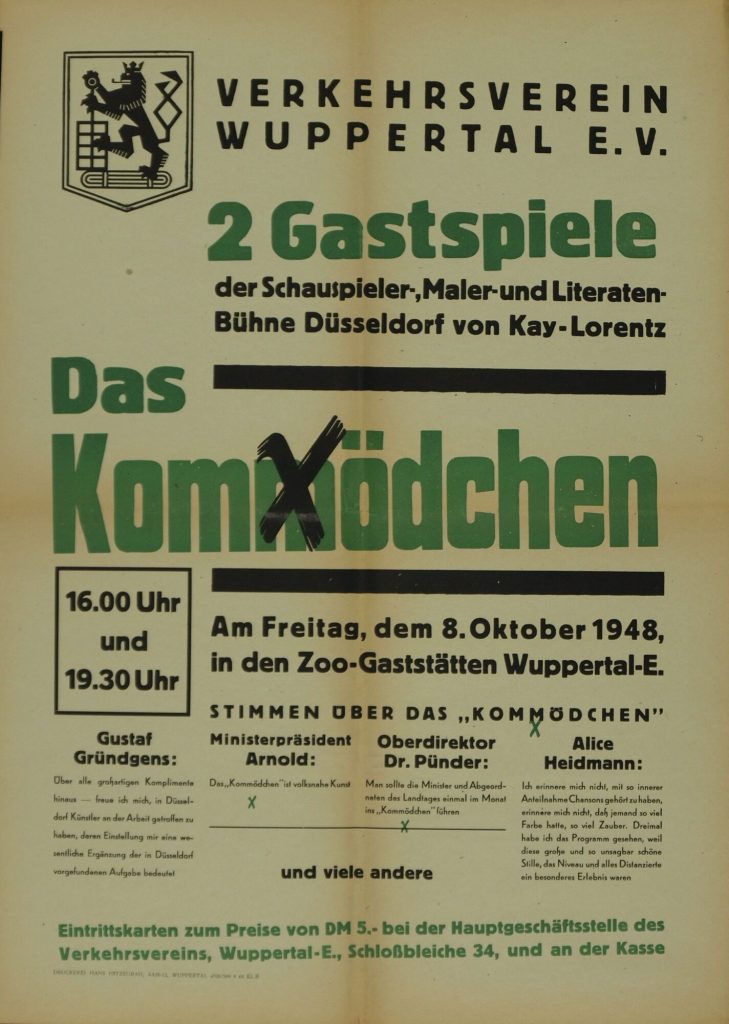 VERKEHRSVEREIN
WUPPERTAL E.V.
2 Gastspiele
der Schauspieler-, Maler- und Literaten-
Bühne Düsseldorf von Kay-Lorentz
Das
Kommödchen
16.00 Uhr
und
19.30 Uhr
Am Freitag, dem 8. Oktober 1948,
in den Zoo-Gaststätten Wuppertal-E.
STIMMEN ÜBER DAS „KOMMÖDCHEN"
Gustaf
Gründgens:
Über alle großartigen Komplimente
hinaus — freue ich mich, in Düssel-
dorf Künstler an der Arbeit getroffen zu
haben, deren Einstellung mir eine we-
sentliche Ergänzung der in Düsseldorf
vorgefundenen Aufgabe bedeutet
Ministerpräsident
Arnold:
Das „Kommödchen" ist volksnahe Kunst
Oberdirektor
Dr. Pünder:
Man sollte die Minister und Abgeord-
neten des Landtages einmal im Monat
ins „Kommödchen" führen
Alice
Heidmann:
Ich erinnere mich nicht, mit so innerer
Anteilnahme Chansons gehört zu haben,
erinnere mich nicht, daß jemand so viel
Farbe hatte, so viel Zauber. Dreimal
habe ich das Programm gesehen, weil
diese große und so unsagbar schöne
Stille, das Niveau und alles Distanzierte
ein besonderes Erlebnis waren
und viele andere
Eintrittskarten zum Preise von DM 5.- bei der Hauptgeschäftsstelle des
Verkehrsvereins, Wuppertal-E., Schloßbleiche 34, und an der Kasse
DRUCKEREI HANS WUPPERTAL